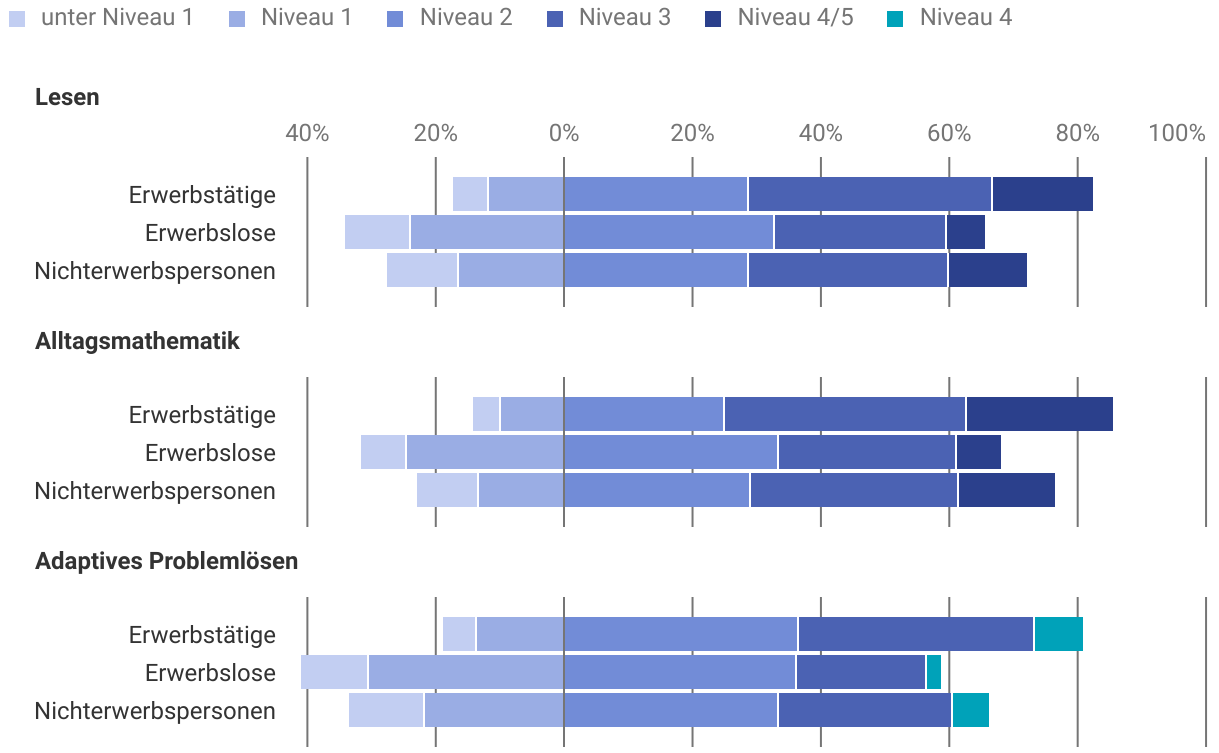 unter Niveau 1 Niveau 1 Niveau 2 Niveau 3 Niveau 4/5 Niveau 4
Lesen
40% 20% 0% 20% 40% 60% 80% 100%
Erwerbstätige
Erwerbslose
Nichterwerbspersonen
Alltagsmathematik
Erwerbstätige
Erwerbslose
Nichterwerbspersonen
Adaptives Problemlösen
Erwerbstätige
Erwerbslose
Nichterwerbspersonen